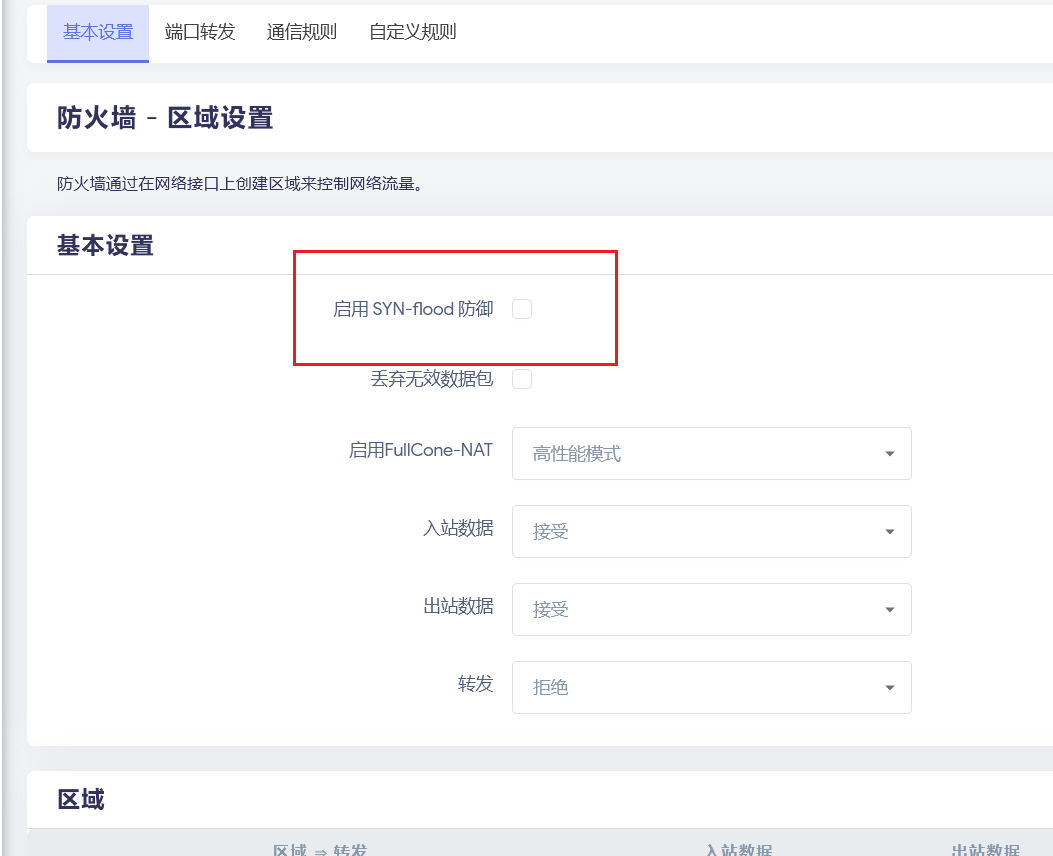 基本设置 端口转发 通信规则 自定义规则
防火墙 - 区域设置
防火墙通过在网络接口上创建区域来控制网络流量。
基本设置
启用 SYN-flood 防御
丢弃无效数据包
启用FullCone-NAT 高性能模式
入站数据 接受
出站数据 接受
转发 拒绝
区域
区域 ⇒ 转发 入站数据 出站数据